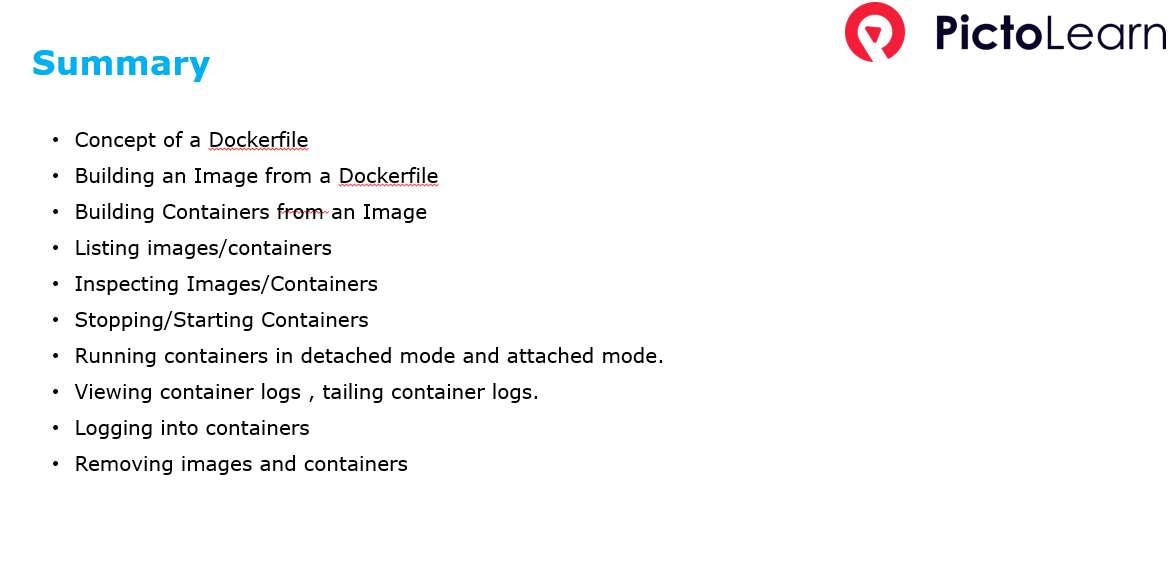 PictoLearn
Summary
• Concept of a Dockerfile
• Building an Image from a Dockerfile
• Building Containers from an Image
• Listing images/containers
• Inspecting Images/Containers
• Stopping/Starting Containers
• Running containers in detached mode and attached mode.
• Viewing container logs , tailing container logs.
• Logging into containers
• Removing images and containers